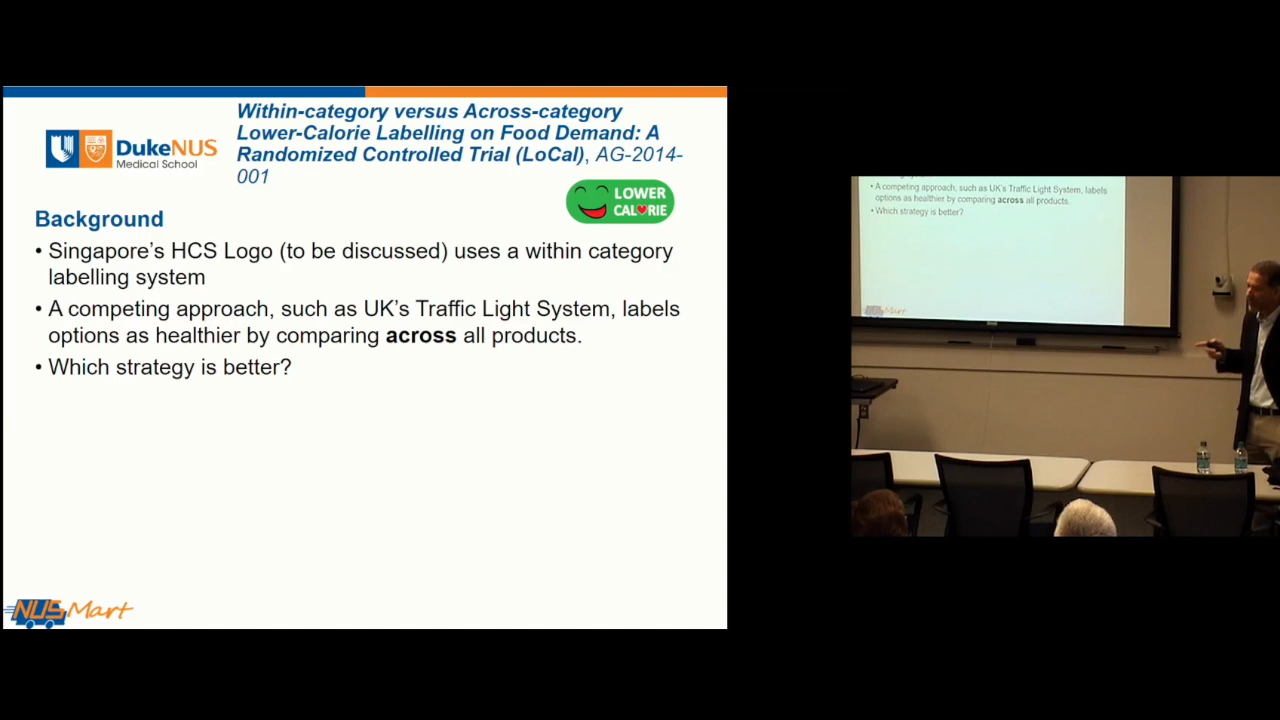 Within-category versus Across-category
Lower-Calorie Labelling on Food Demand: A
Randomized Controlled Trial (LoCal), AG-2014-
001
DukeNUS
Medical School
LOWER
CALORIE
Background
• Singapore’s HCS Logo (to be discussed) uses a within category
labelling system
• A competing approach, such as UK’s Traffic Light System, labels
options as healthier by comparing across all products.
• Which strategy is better?
NUS Mart
• A competing approach, such as UK's Traffic Light System, labels
options as healthier by comparing across all products.
• Which strategy is better?
Mart